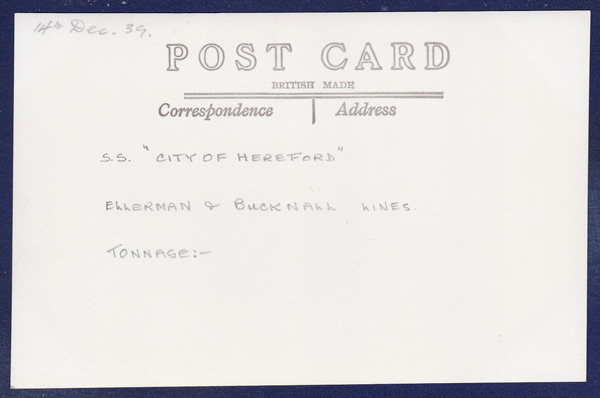 14th Dec. 39.
POST CARD
BRITISH MADE
Correspondence Address
S.S. "CITY OF HEREFORD"
ELLERMAN & BUCKNALL LINES.
TONNAGE:-